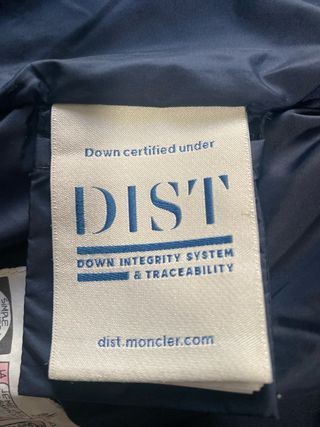 Down certified under
DIST
DOWN INTEGRITY SYSTEM
& TRACEABILITY
dist.moncler.com